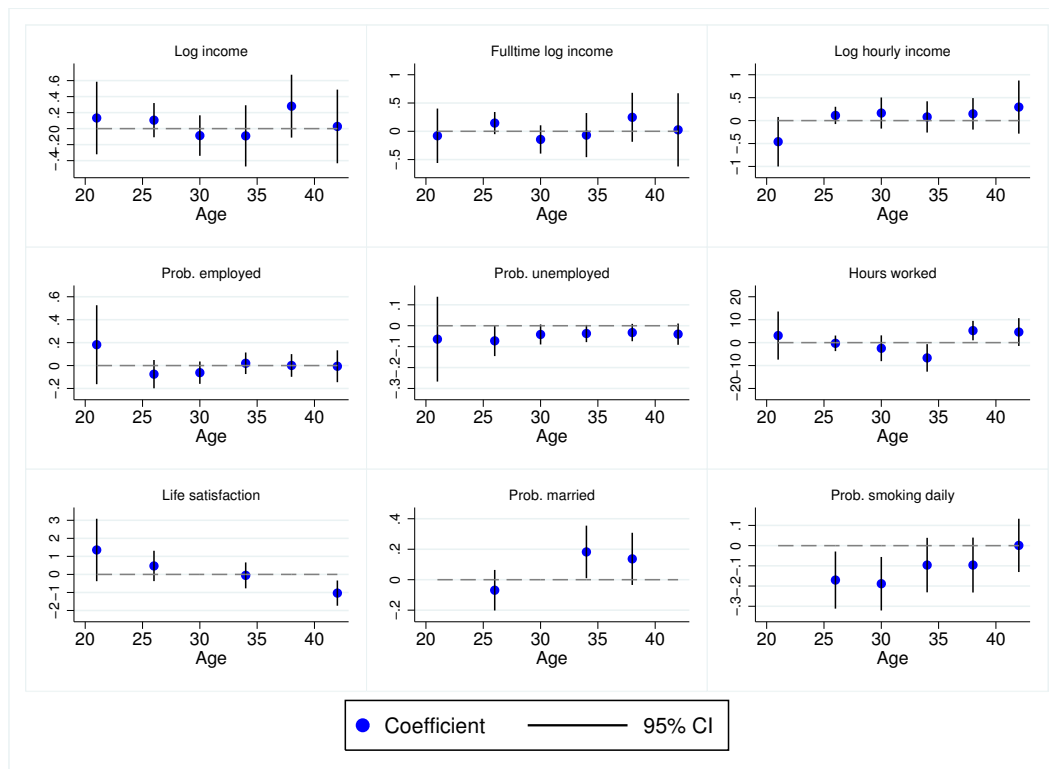 Log income
-.4-.20 .2 .4 .6
20 25 30 35 40
Age
Fulltime log income
-.5 0 .5 1
20 25 30 35 40
Age
Log hourly income
-1 -.5 0 .5 1
20 25 30 35 40
Age
Prob. employed
-.2 0 .2 .4 .6
20 25 30 35 40
Age
Prob. unemployed
-.3-.2-.1 0 .1
20 25 30 35 40
Age
Hours worked
-20-10 0 10 20
20 25 30 35 40
Age
Life satisfaction
-2-1 0 1 2 3
20 25 30 35 40
Age
Prob. married
-.2 0 .2 .4
20 25 30 35 40
Age
Prob. smoking daily
-.3-.2-.1 0 .1
20 25 30 35 40
Age
Coefficient 95% CI